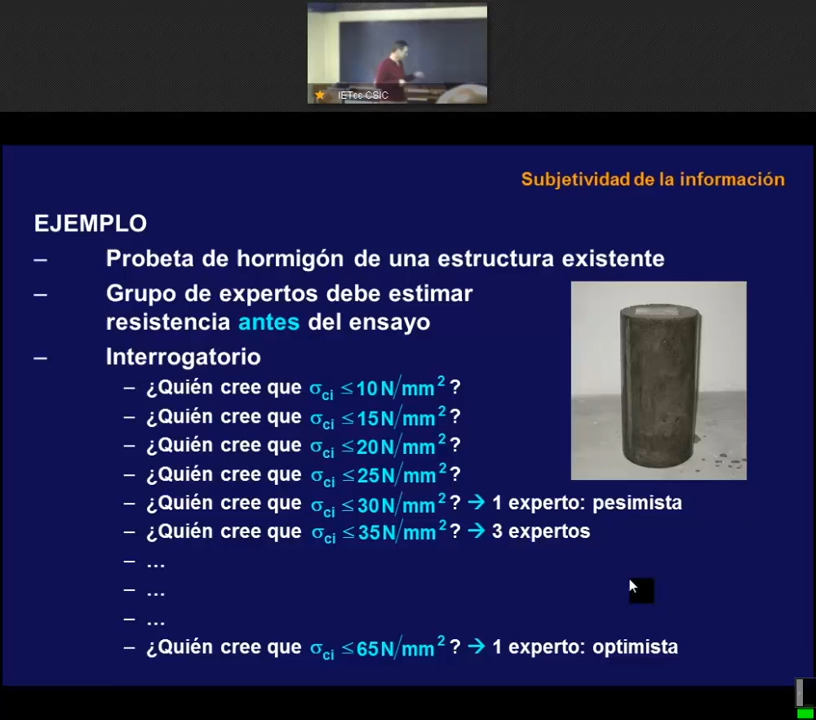 IETcc CSIC
Subjetividad de la información
EJEMPLO
– Probeta de hormigón de una estructura existente
– Grupo de expertos debe estimar
resistencia antes del ensayo
– Interrogatorio
– ¿Quién cree que σci ≤ 10 N/mm² ?
– ¿Quién cree que σci ≤ 15 N/mm² ?
– ¿Quién cree que σci ≤ 20 N/mm² ?
– ¿Quién cree que σci ≤ 25 N/mm² ?
– ¿Quién cree que σci ≤ 30 N/mm² ? → 1 experto: pesimista
– ¿Quién cree que σci ≤ 35 N/mm² ? → 3 expertos
– ...
– ...
– ...
– ¿Quién cree que σci ≤ 65 N/mm² ? → 1 experto: optimista